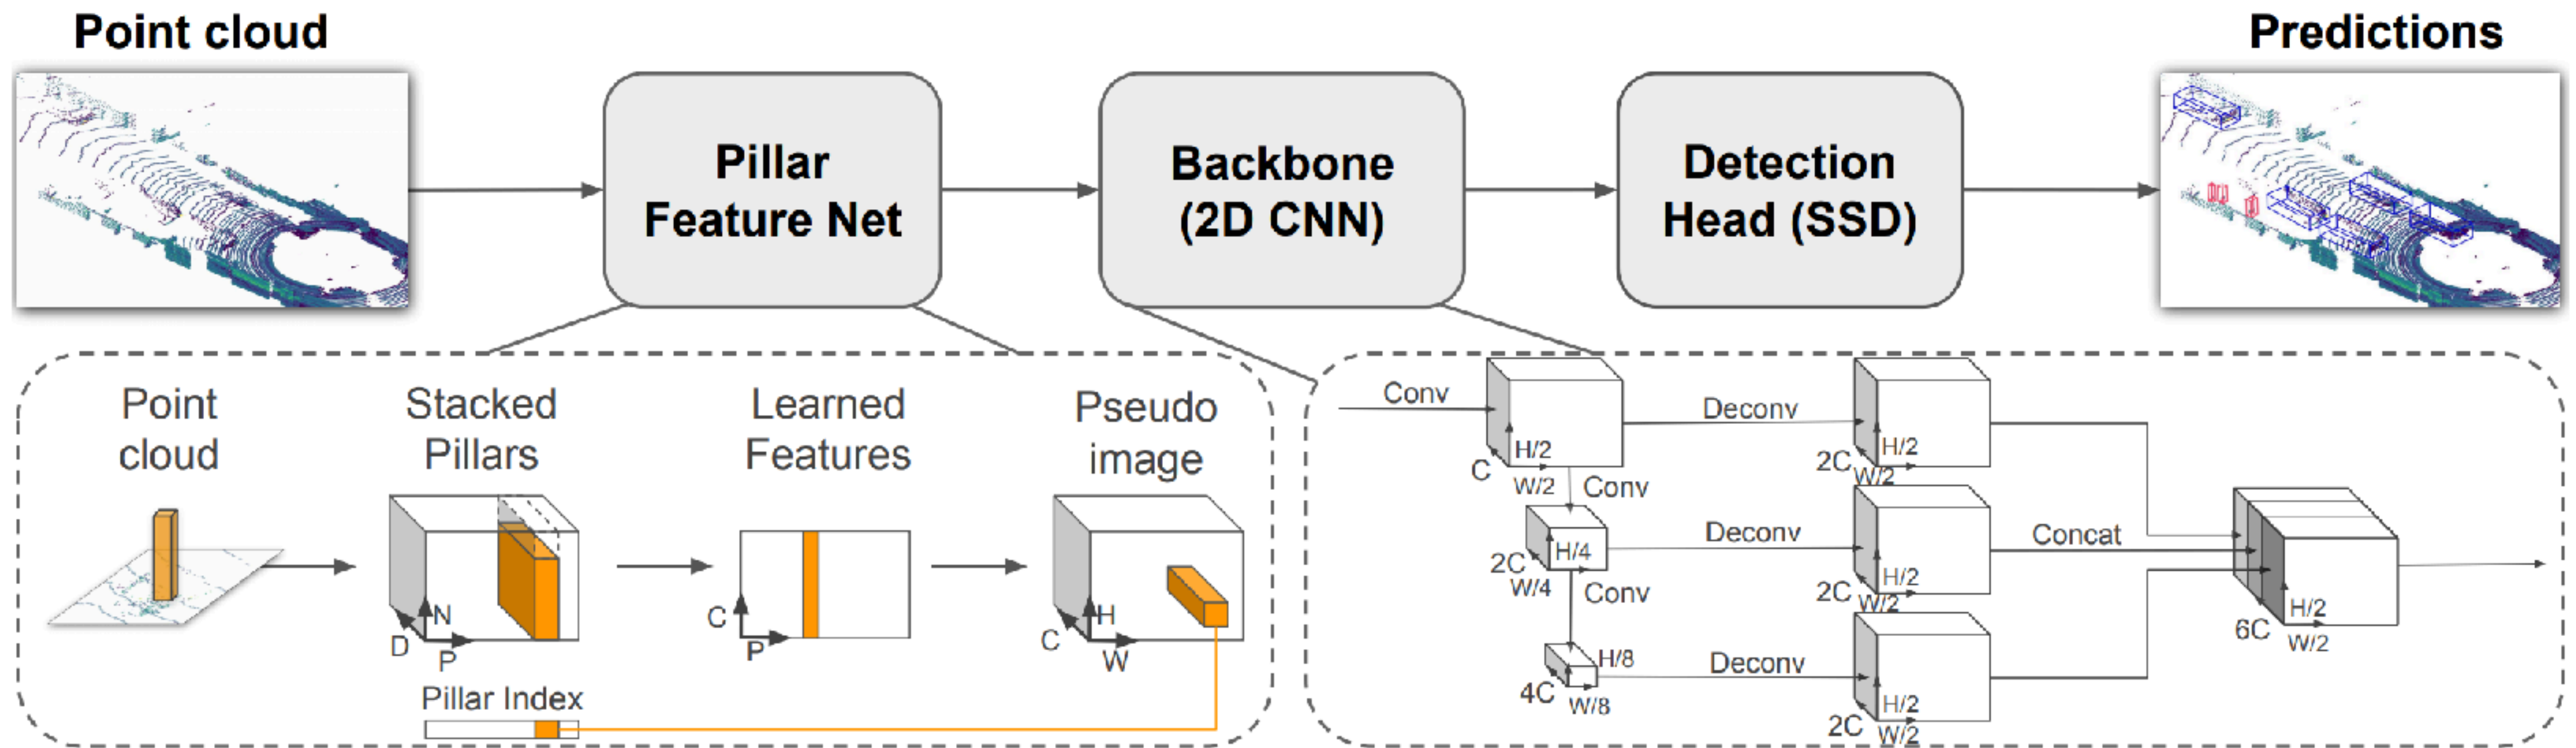 Point cloud
Predictions
Pillar
Feature Net
Backbone
(2D CNN)
Detection
Head (SSD)
Point
cloud
Stacked
Pillars
Learned
Features
Pseudo
image
N
D
P
C
P
H
C
W
Pillar Index
Conv
H/2
C
W/2
Conv
Deconv
H/2
2C
W/2
H/4
2C
W/4
Conv
Deconv
H/2
2C
W/2
H/8
4C
W/8
Deconv
H/2
2C
W/2
Concat
H/2
6C
W/2